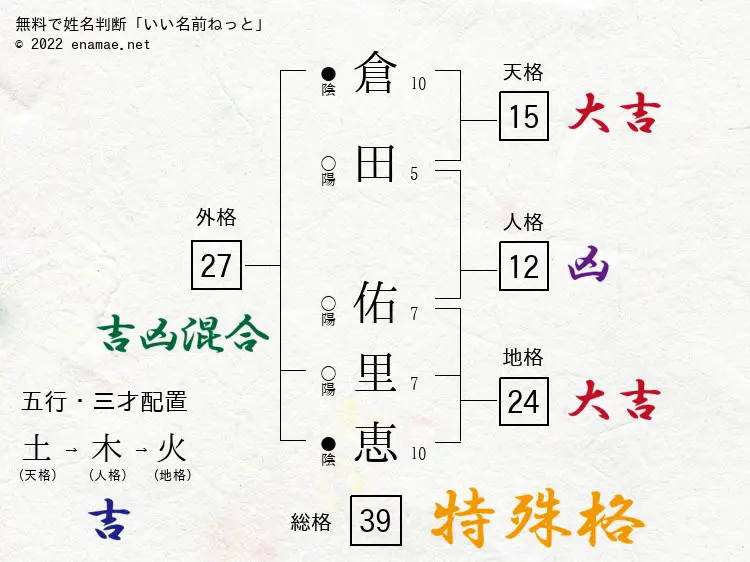 無料で姓名判断「いい名前ねっと」
© 2022 enamae.net
●陰 倉 10
○陽 田 5
○陽 佑 7
○陽 里 7
●陰 恵 10
天格
15 大吉
人格
12 凶
地格
24 大吉
外格
27
吉凶混合
五行・三才配置
土→木→火
(天格) (人格) (地格)
吉
総格 39 特殊格